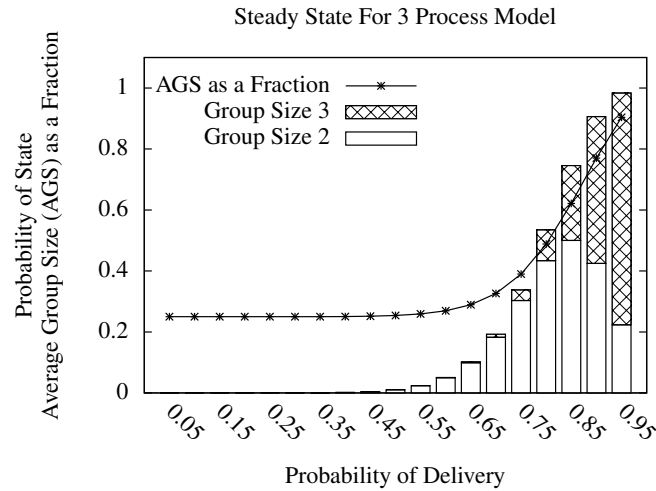 Steady State For 3 Process Model
Probability of State
Average Group Size (AGS) as a Fraction
1
0.8
0.6
0.4
0.2
0
AGS as a Fraction
Group Size 3
Group Size 2
0.05 0.15 0.25 0.35 0.45 0.55 0.65 0.75 0.85 0.95
Probability of Delivery